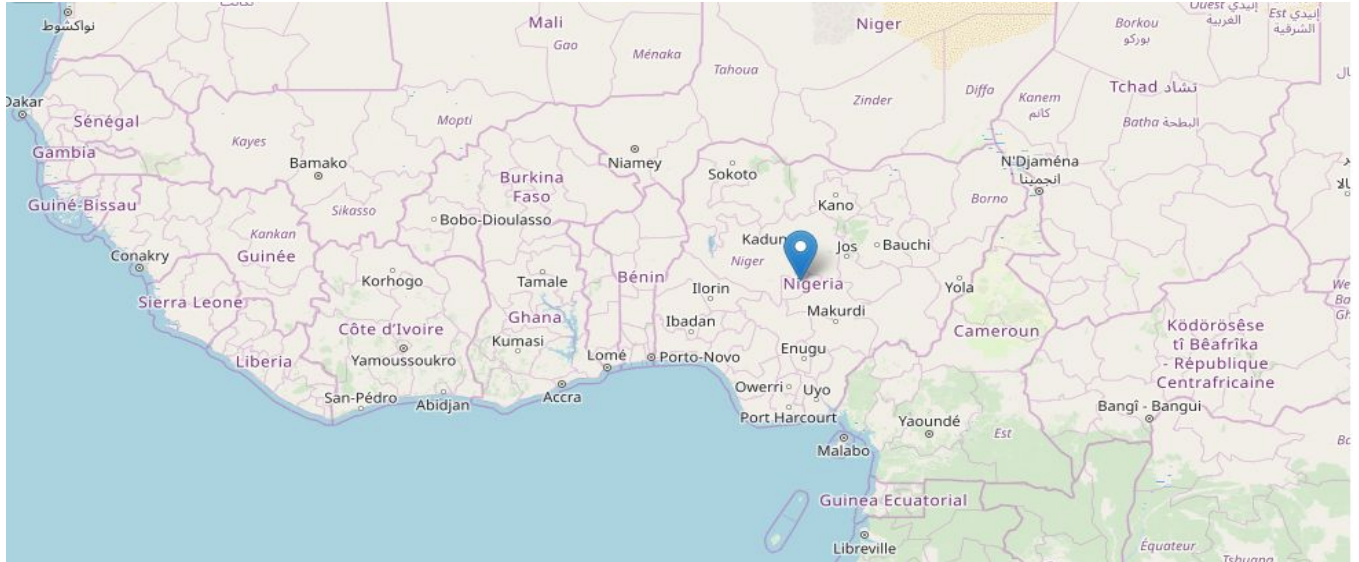 نواكشوط
Mali
Gao
Ménaka
Niger
Tahoua
Borkou
بوركو
Ouest إنيدي
الغربية
Est إنيدي
الشرقية
Dakar
Sénégal
Kayes
Mopti
Zinder
Diffa
Kanem
كانم
Tchad تشاد
Batha البطحة
Gambia
Bamako
Burkina
Faso
Niamey
Sokoto
N'Djaména
انجمينا
Guiné-Bissau
Sikasso
Bobo-Dioulasso
Kano
Borno
Kankan
Guinée
Conakry
Kadun
Jos
Bauchi
Niger
Korhogo
Tamale
Bénin
Ilorin
Nigeria
Yola
Sierra Leone
Côte d'Ivoire
Ghana
Ibadan
Makurdi
Cameroun
Ködörösêse
tî Bêafrîka
- République
Centrafricaine
Liberia
Yamoussoukro
Kumasi
Lomé
Porto-Novo
Enugu
San-Pédro
Abidjan
Accra
Owerri
Uyo
Port Harcourt
Yaoundé
Bangî - Bangui
Est
Malabo
Guinea Ecuatorial
Libreville
Équateur
Tshuapa